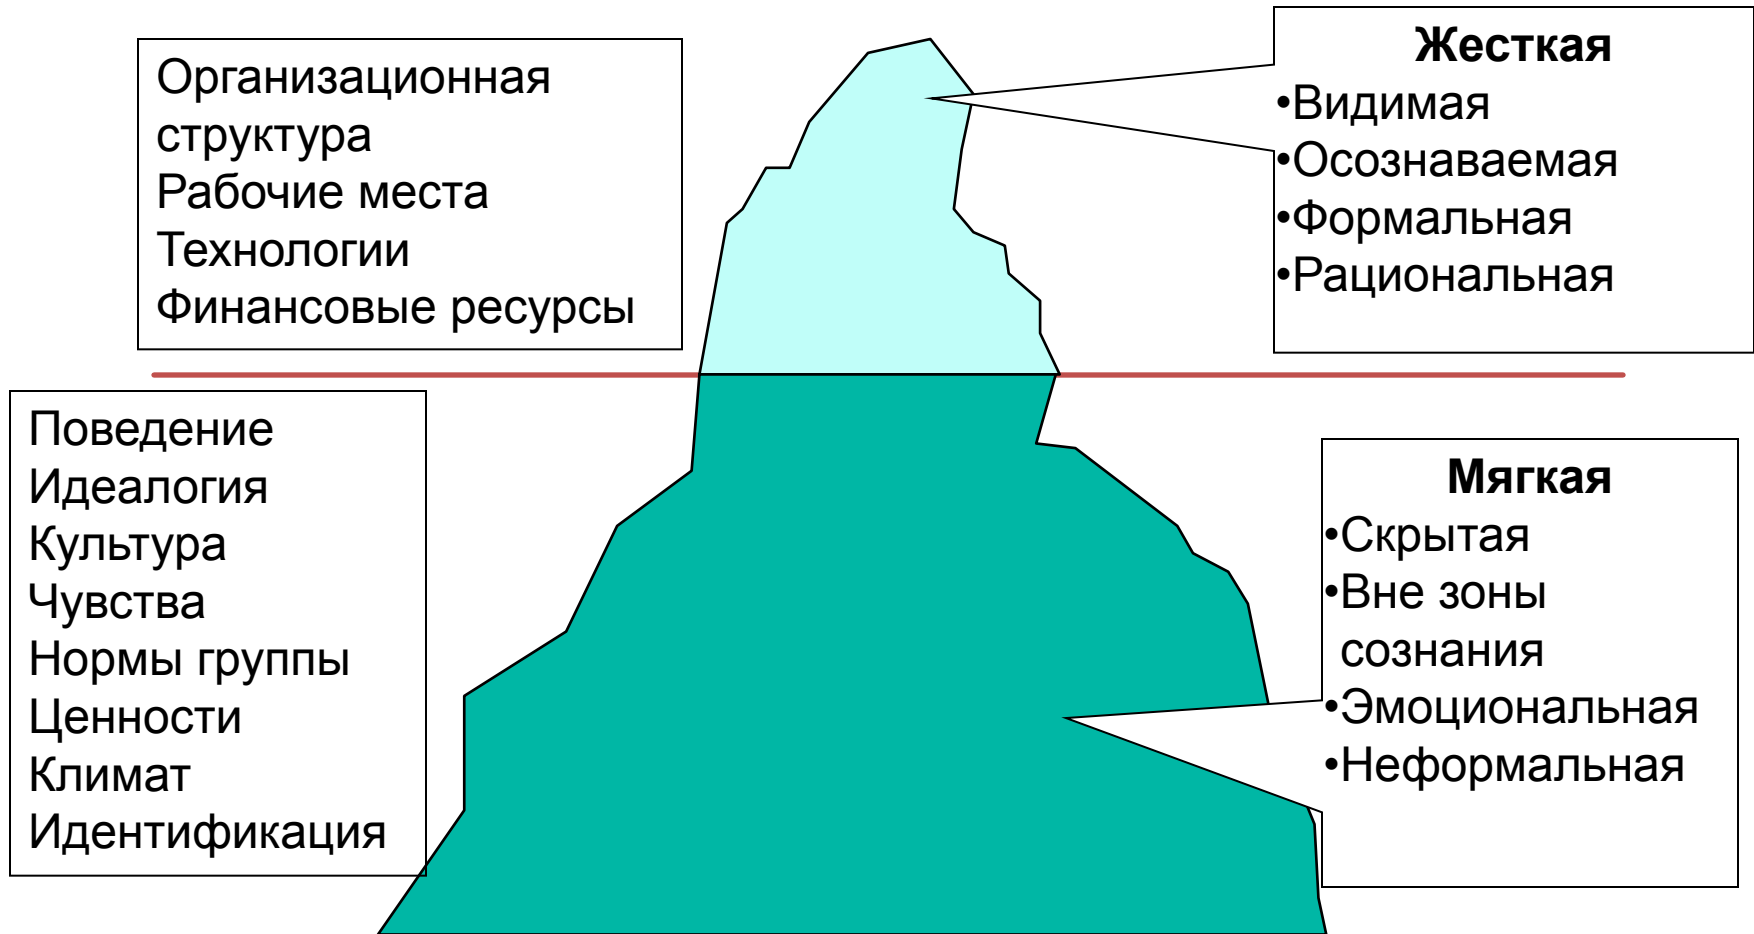 Организационная
структура
Рабочие места
Технологии
Финансовые ресурсы
Жесткая
•Видимая
•Осознаваемая
•Формальная
•Рациональная
Поведение
Идеалогия
Культура
Чувства
Нормы группы
Ценности
Климат
Идентификация
Мягкая
•Скрытая
•Вне зоны
сознания
•Эмоциональная
•Неформальная